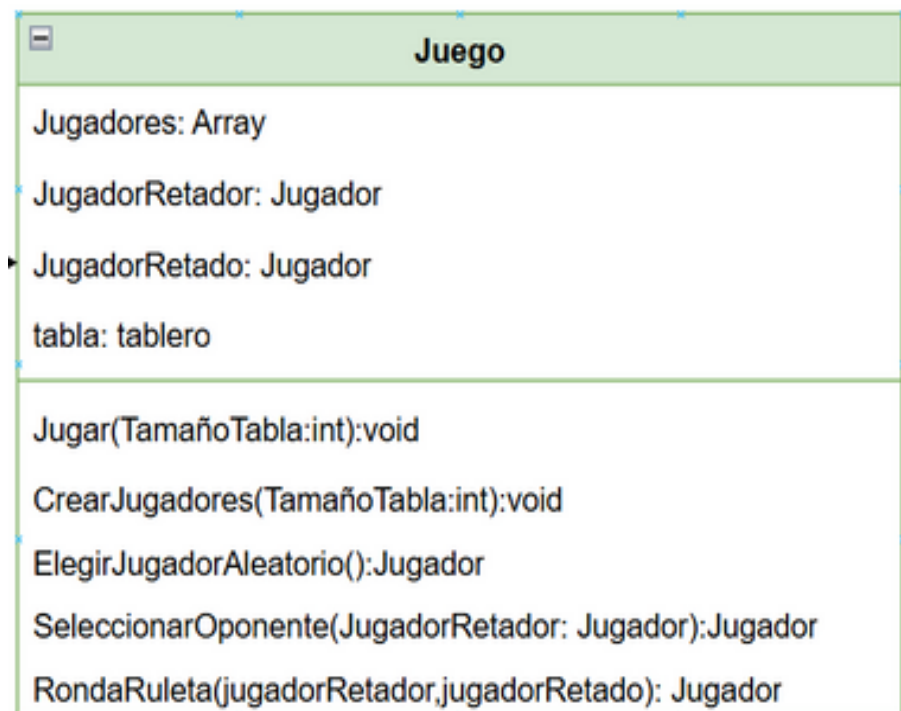 Juego
Jugadores: Array
JugadorRetador: Jugador
JugadorRetado: Jugador
tabla: tablero
Jugar(TamañoTabla:int):void
CrearJugadores(TamañoTabla:int):void
ElegirJugadorAleatorio():Jugador
SeleccionarOponente(JugadorRetador: Jugador):Jugador
RondaRuleta(jugadorRetador,jugadorRetado): Jugador